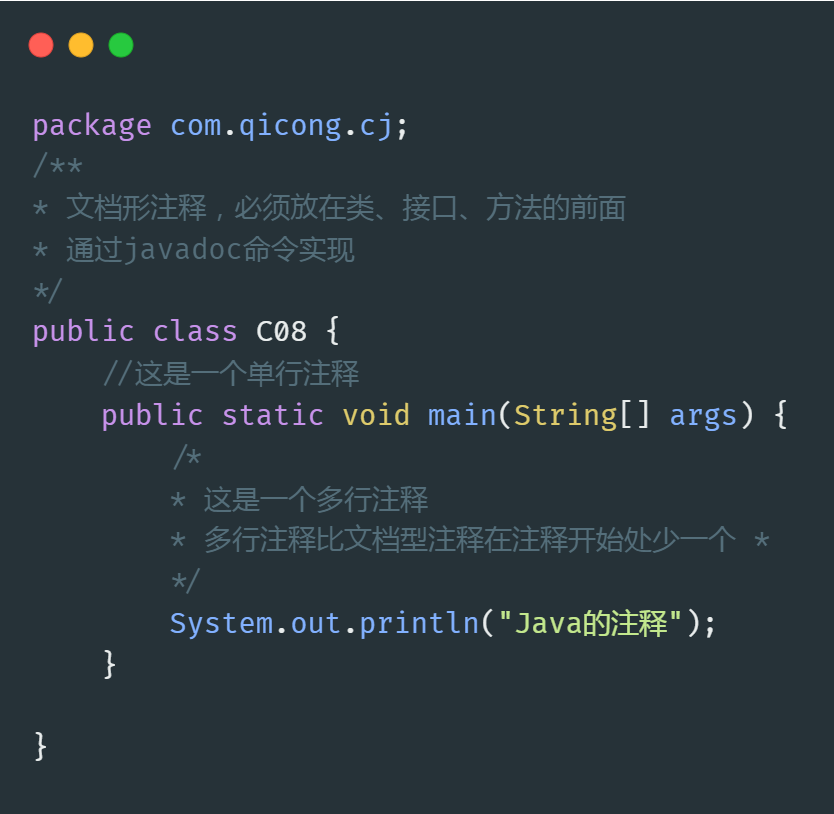 package com.qicong.cj;
/**
* 文档形注释，必须放在类、接口、方法的前面
* 通过javadoc命令实现
*/
public class C08 {
    //这是一个单行注释
    public static void main(String[] args) {
        /*
        * 这是一个多行注释
        * 多行注释比文档型注释在注释开始处少一个 *
        */
        System.out.println("Java的注释");
    }
}